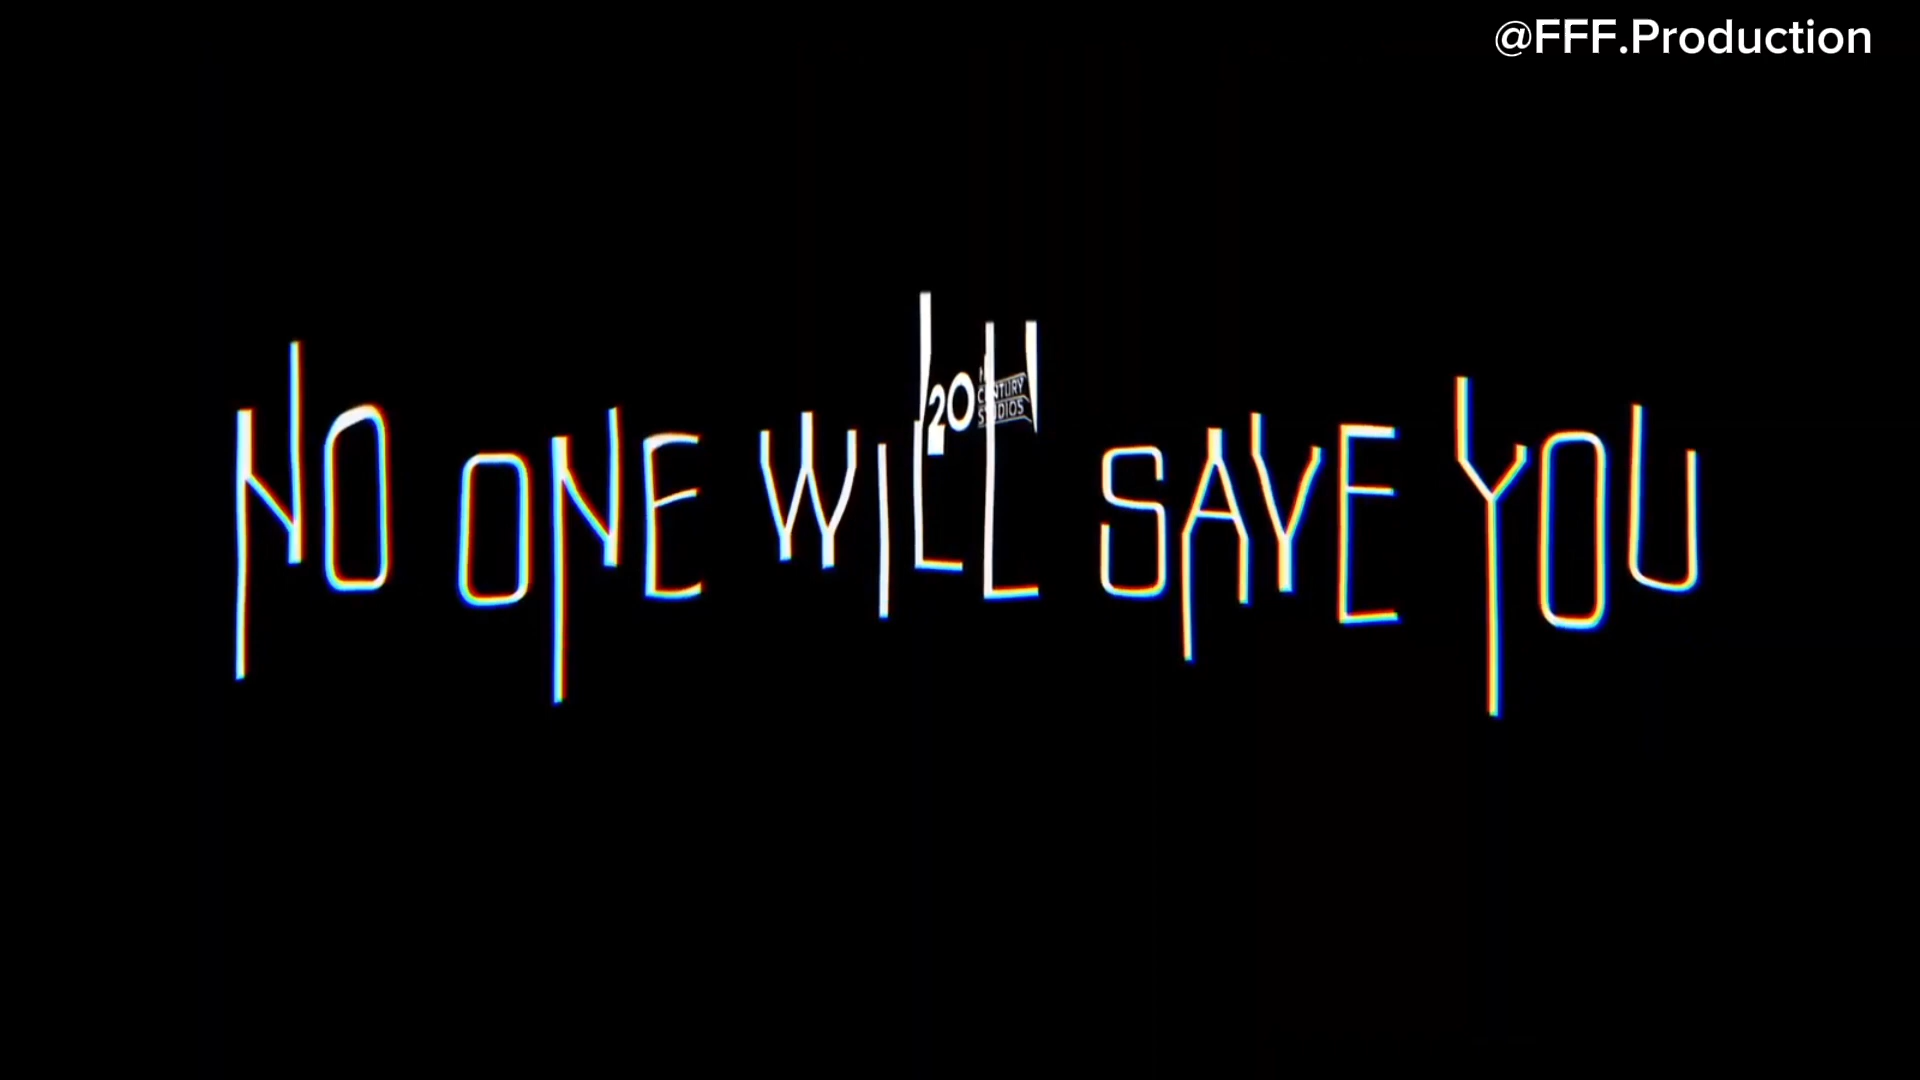 @FFF.Production
20TH
CENTURY
STUDIOS
NO ONE WILL SAVE YOU